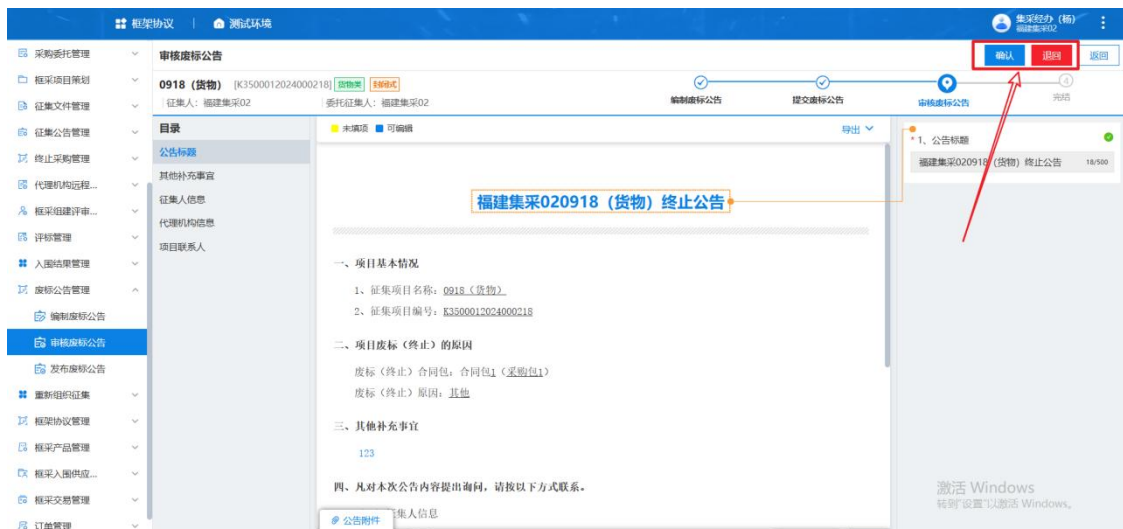 框架协议 测试环境 集采经办（杨）
福建集采02
采购委托管理
框采项目策划
征集文件管理
征集公告管理
终止采购管理
代理机构远程...
框采组建评审...
评标管理
入围结果管理
废标公告管理
编制废标公告
审核废标公告
发布废标公告
重新组织征集
框架协议管理
框采产品管理
框采入围供应...
框采交易管理
订单管理
审核废标公告 确认 退回 返回
0918（货物） [K3500012024000218] 货物类 封闭式
征集人：福建集采02 委托征集人：福建集采02
编制废标公告 提交废标公告 审核废标公告 4 完结
目录
公告标题
其他补充事宜
征集人信息
代理机构信息
项目联系人
未填项 可编辑 导出
福建集采020918（货物）终止公告
一、项目基本情况
1、征集项目名称：0918（货物）
2、征集项目编号：K3500012024000218
二、项目废标（终止）的原因
废标（终止）合同包：合同包1（采购包1）
废标（终止）原因：其他
三、其他补充事宜
123
四、凡对本次公告内容提出询问，请按以下方式联系。
集人信息
公告附件
* 1、公告标题
福建集采020918（货物）终止公告 18/500
激活 Windows
转到"设置"以激活 Windows。